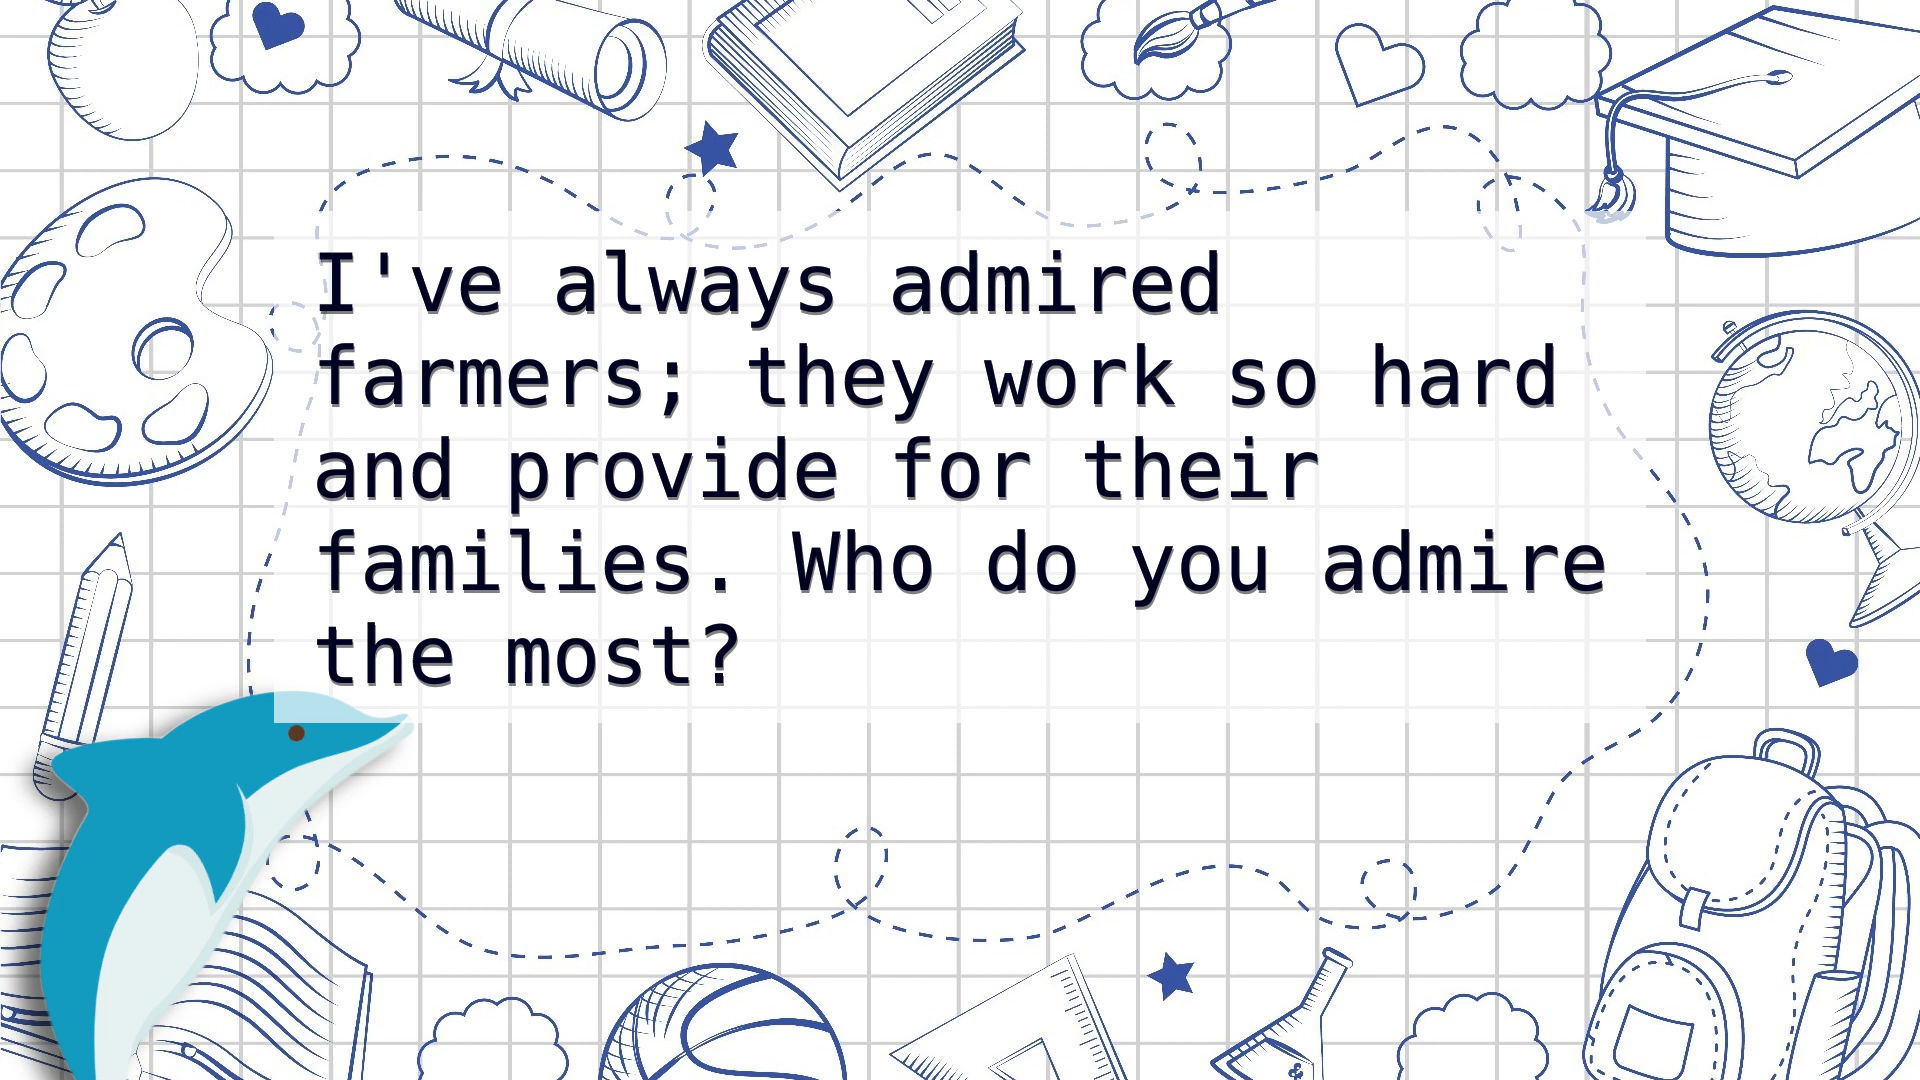 I've always admired
farmers; they work so hard
and provide for their
families. Who do you admire
the most?